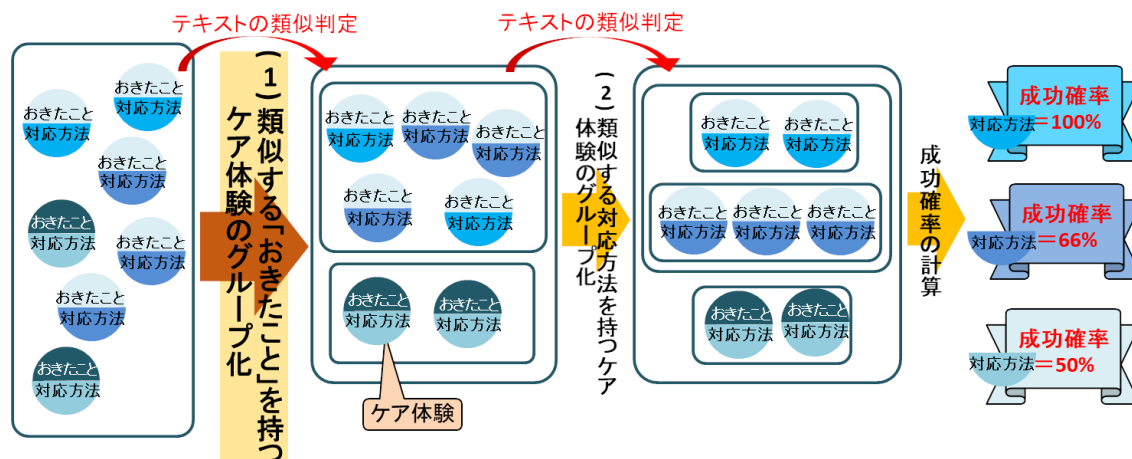 テキストの類似判定
テキストの類似判定
おきたこと
対応方法
おきたこと
対応方法
おきたこと
対応方法
おきたこと
対応方法
おきたこと
対応方法
おきたこと
対応方法
おきたこと
対応方法
(1)類似する「おきたこと」を持つ
ケア体験のグループ化
おきたこと
対応方法
おきたこと
対応方法
おきたこと
対応方法
おきたこと
対応方法
おきたこと
対応方法
おきたこと
対応方法
おきたこと
対応方法
ケア体験
(2)類似する対応方法を持つケア
体験のグループ化
おきたこと
対応方法
おきたこと
対応方法
おきたこと
対応方法
おきたこと
対応方法
おきたこと
対応方法
おきたこと
対応方法
おきたこと
対応方法
成功確率の計算
成功確率
＝100%
対応方法
成功確率
＝66%
対応方法
成功確率
＝50%
対応方法